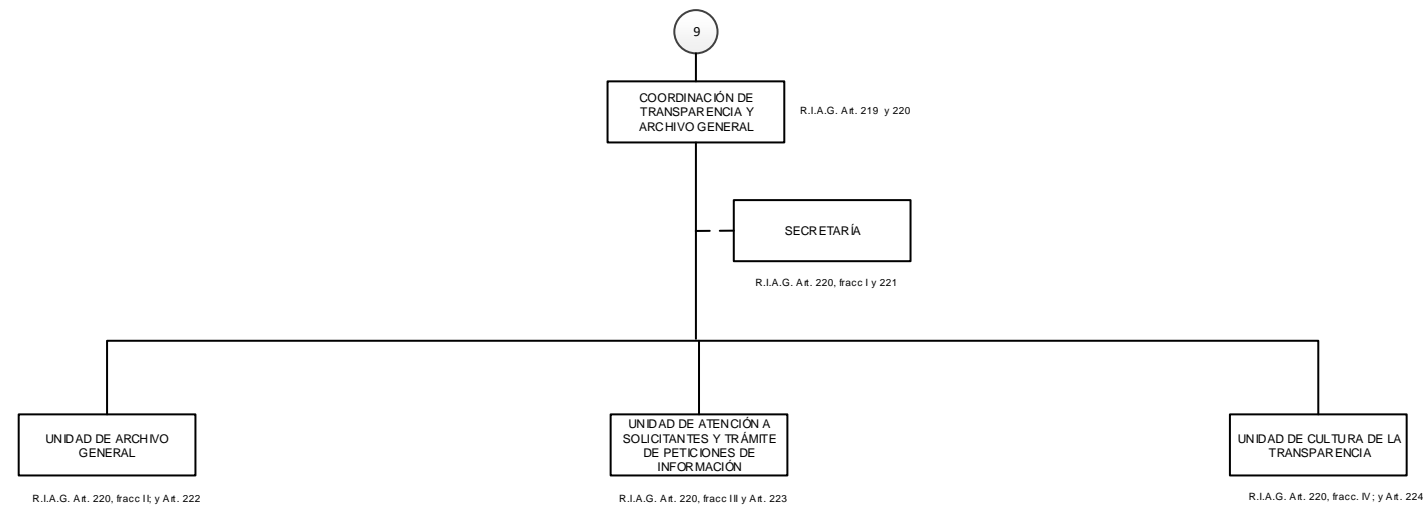 9
COORDINACIÓN DE
TRANSPARENCIA Y
ARCHIVO GENERAL
R.I.A.G. Art. 219 y 220
SECRETARÍA
R.I.A.G. Art. 220, fracc I y 221
UNIDAD DE ARCHIVO
GENERAL
R.I.A.G. Art. 220, fracc II; y Art. 222
UNIDAD DE ATENCIÓN A
SOLICITANTES Y TRÁMITE
DE PETICIONES DE
INFORMACIÓN
R.I.A.G. Art. 220, fracc III y Art. 223
UNIDAD DE CULTURA DE LA
TRANSPARENCIA
R.I.A.G. Art. 220, fracc. IV; y Art. 224